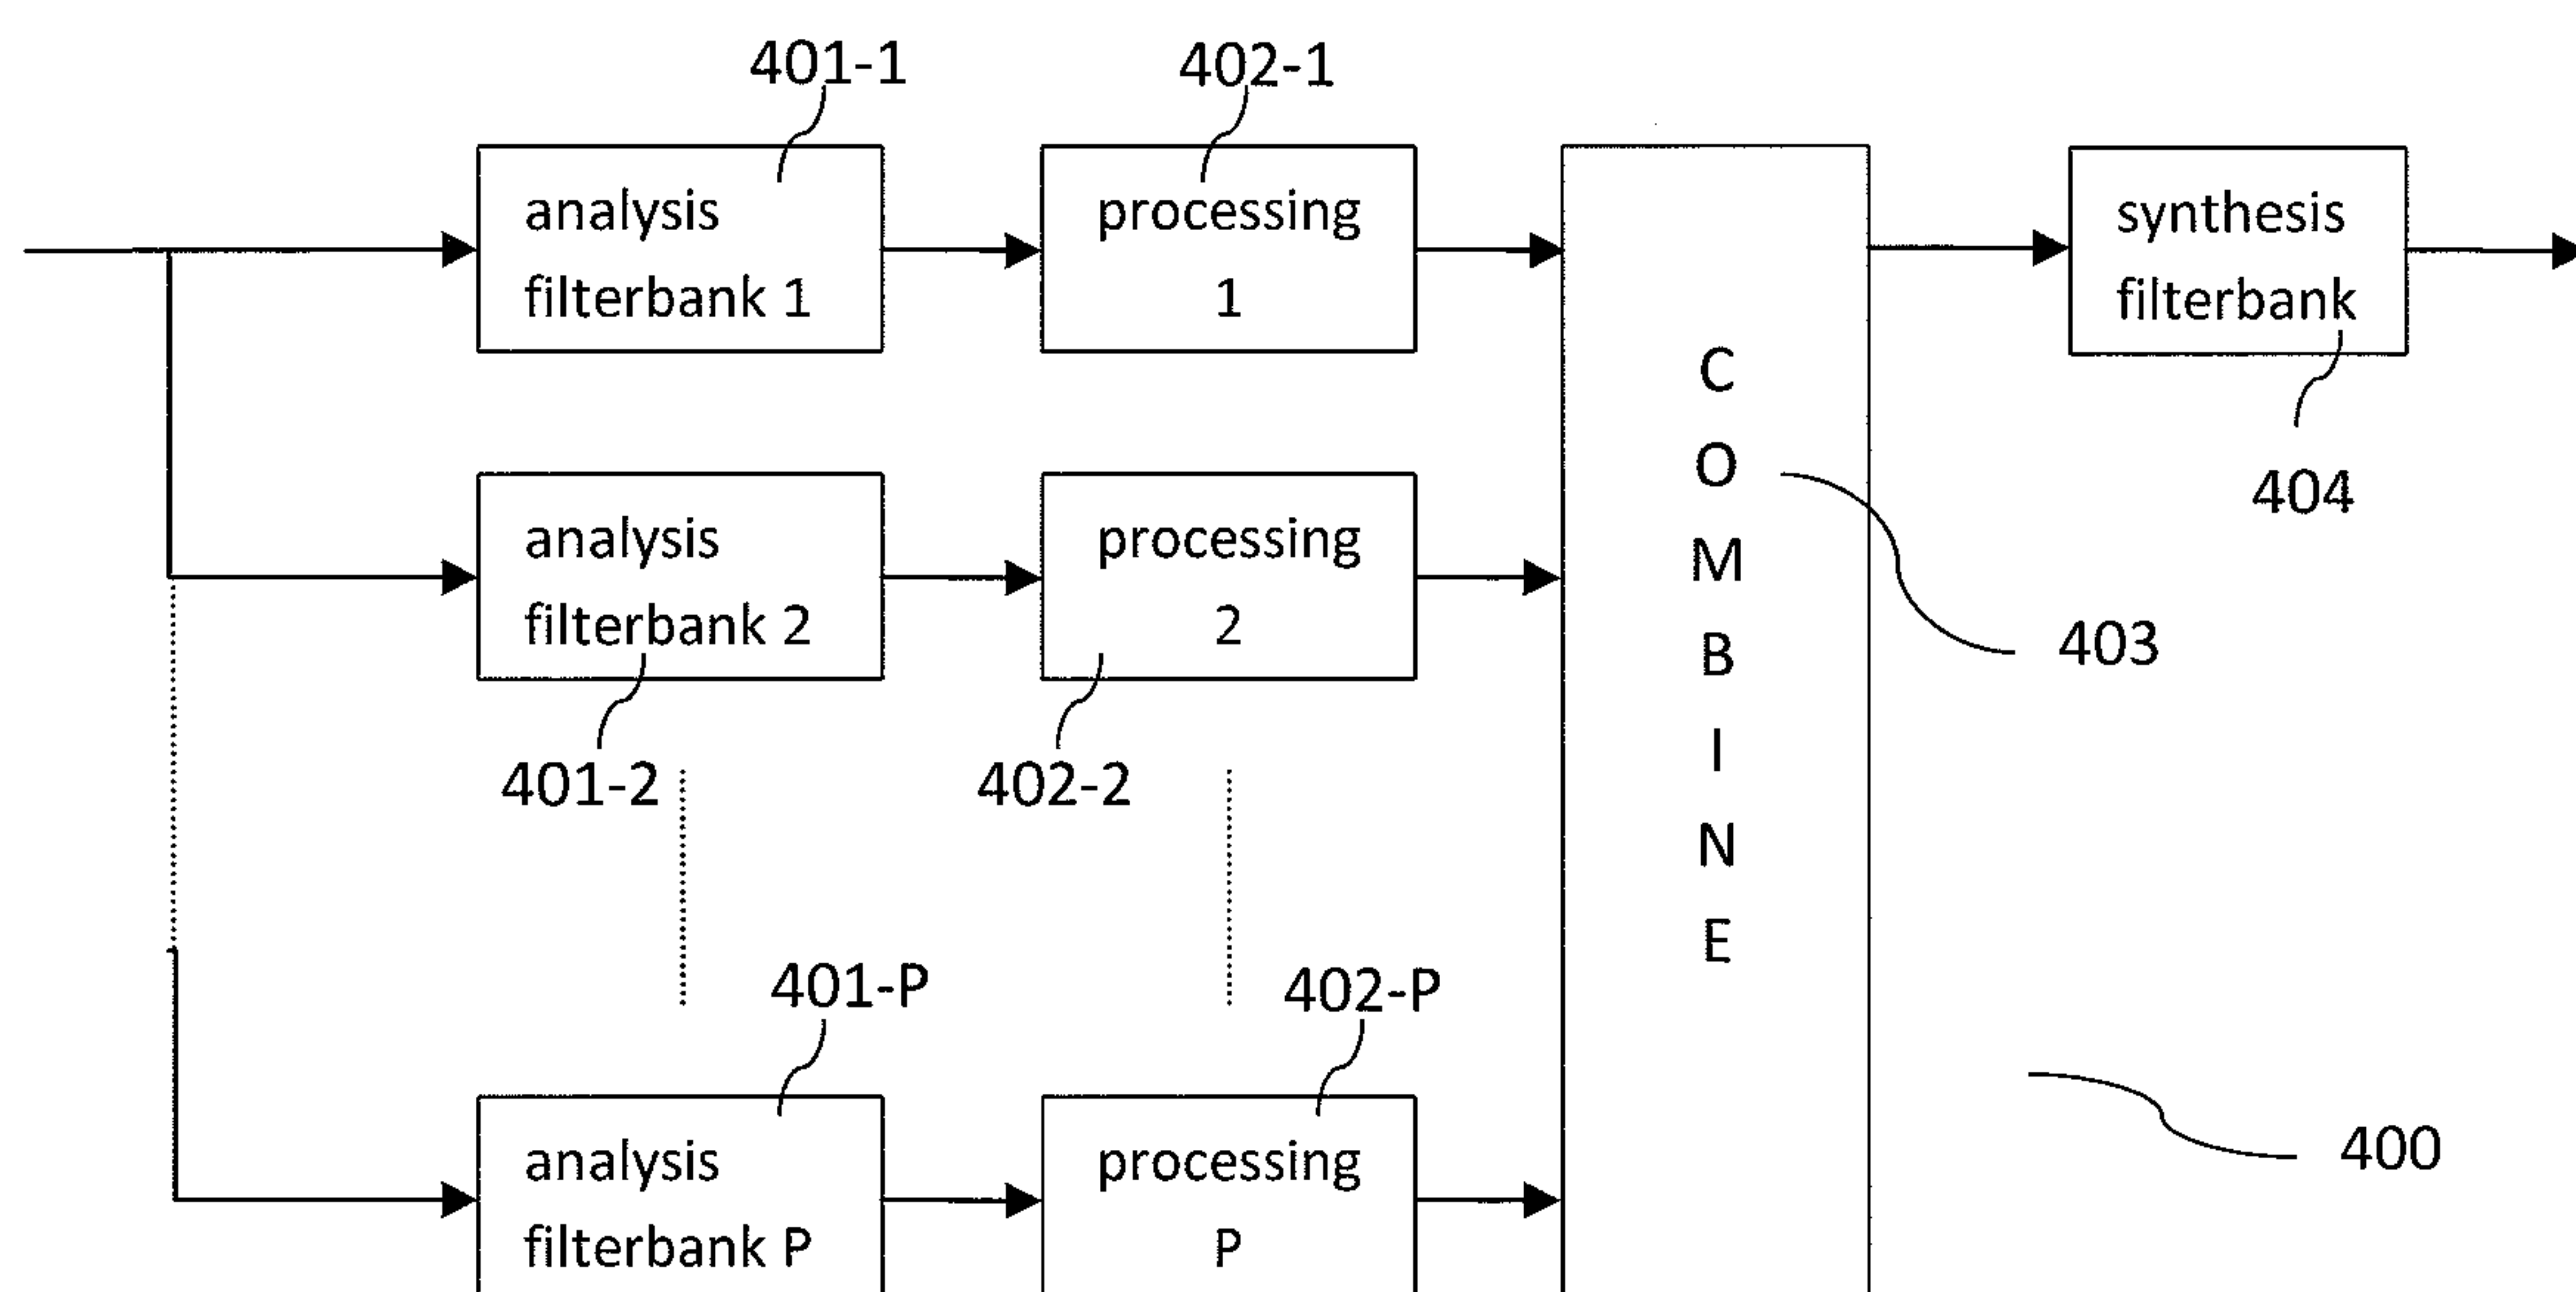 401-1
402-1
analysis
filterbank 1
processing
1
synthesis
filterbank
404
analysis
filterbank 2
processing
2
C
O
M
B
I
N
E
403
401-2
402-2
401-P
402-P
analysis
filterbank P
processing
P
400